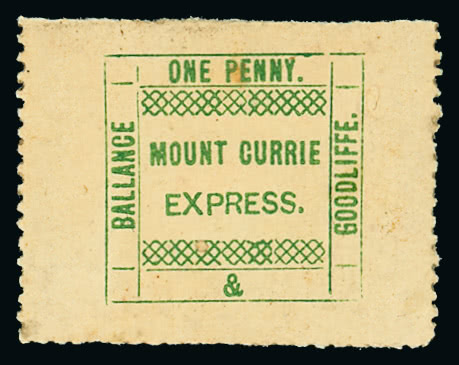 ONE PENNY.
BALLANCE
MOUNT CURRIE
EXPRESS.
GOODLIFFE.
&